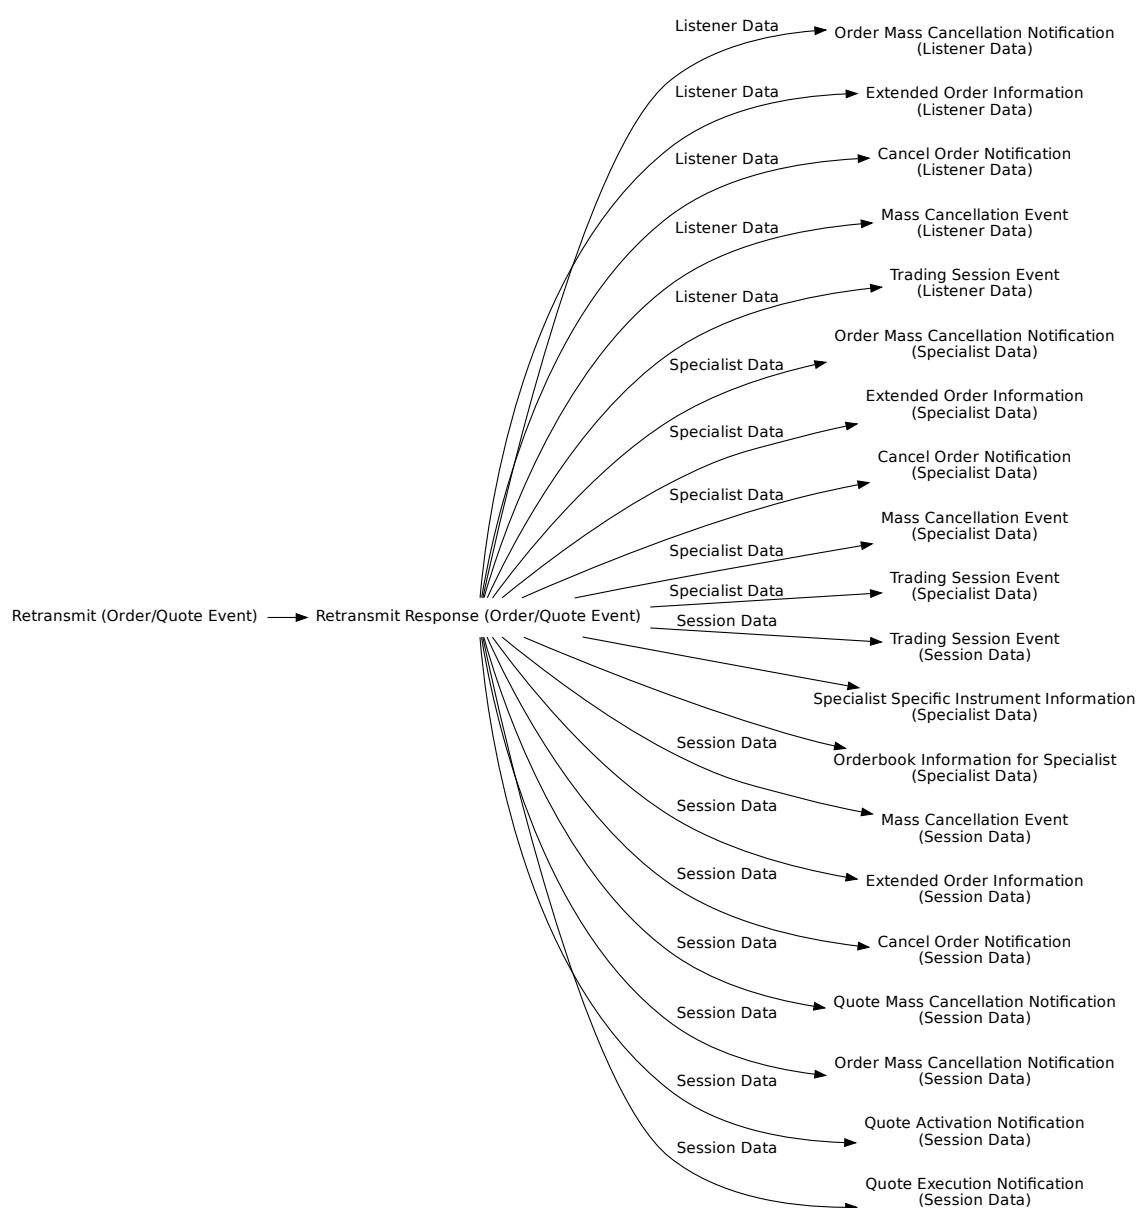 Listener Data
Order Mass Cancellation Notification
(Listener Data)
Listener Data
Extended Order Information
(Listener Data)
Listener Data
Cancel Order Notification
(Listener Data)
Listener Data
Mass Cancellation Event
(Listener Data)
Listener Data
Trading Session Event
(Listener Data)
Specialist Data
Order Mass Cancellation Notification
(Specialist Data)
Specialist Data
Extended Order Information
(Specialist Data)
Specialist Data
Cancel Order Notification
(Specialist Data)
Specialist Data
Mass Cancellation Event
(Specialist Data)
Specialist Data
Trading Session Event
(Specialist Data)
Retransmit (Order/Quote Event)
Retransmit Response (Order/Quote Event)
Session Data
Trading Session Event
(Session Data)
Specialist Specific Instrument Information
(Specialist Data)
Orderbook Information for Specialist
(Specialist Data)
Session Data
Mass Cancellation Event
(Session Data)
Session Data
Extended Order Information
(Session Data)
Session Data
Cancel Order Notification
(Session Data)
Session Data
Quote Mass Cancellation Notification
(Session Data)
Session Data
Order Mass Cancellation Notification
(Session Data)
Session Data
Quote Activation Notification
(Session Data)
Session Data
Quote Execution Notification
(Session Data)